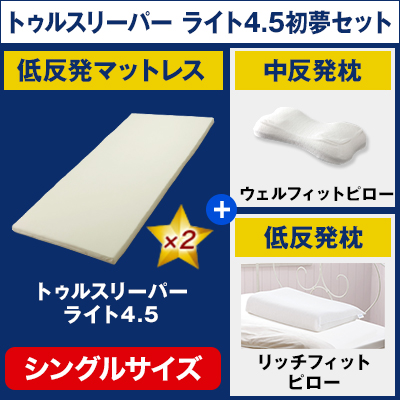 トゥルスリーパー ライト4.5初夢セット
低反発マットレス
×2
トゥルスリーパー
ライト4.5
シングルサイズ
+
中反発枕
ウェルフィットピロー
低反発枕
リッチフィット
ピロー